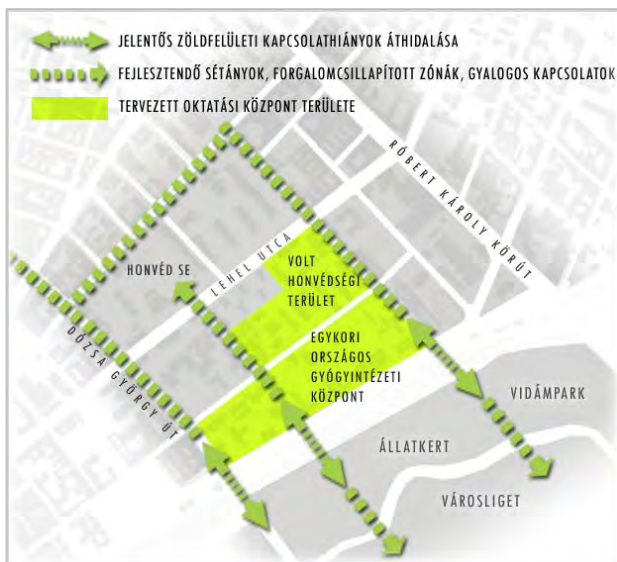 JELENTŐS ZÖLDFELÜLETI KAPCSOLATHIÁNYOK ÁTHIDALÁSA
FEJLESZTENDŐ SÉTÁNYOK, FORGALOMCSILLAPÍTOTT ZÓNÁK, GYALOGOS KAPCSOLATOK
TERVEZETT OKTATÁSI KÖZPONT TERÜLETE
RÓBERT KÁROLY KÖRÚT
LEHEL UTCA
HONVÉD SE
VOLT
HONVÉDSÉGI
TERÜLET
DÓZSA GYÖRGY ÚT
EGYKORI
ORSZÁGOS
GYÓGYINTÉZETI
KÖZPONT
VIDÁMPARK
ÁLLATKERT
VÁROSLIGET